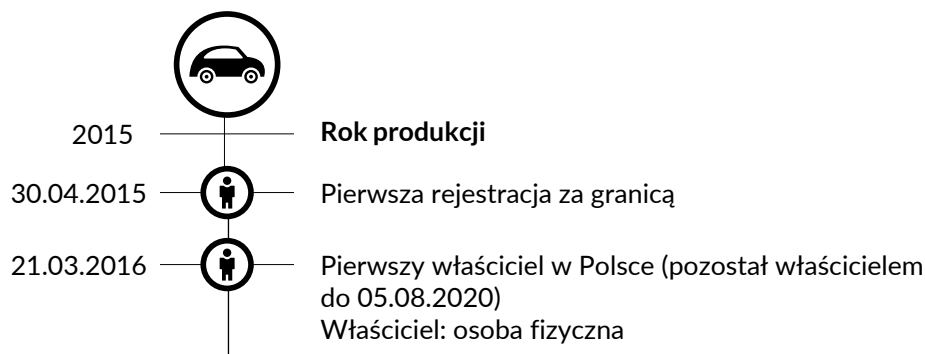 2015 Rok produkcji
30.04.2015 Pierwsza rejestracja za granicą
21.03.2016 Pierwszy właściciel w Polsce (pozostał właścicielem
do 05.08.2020)
Właściciel: osoba fizyczna